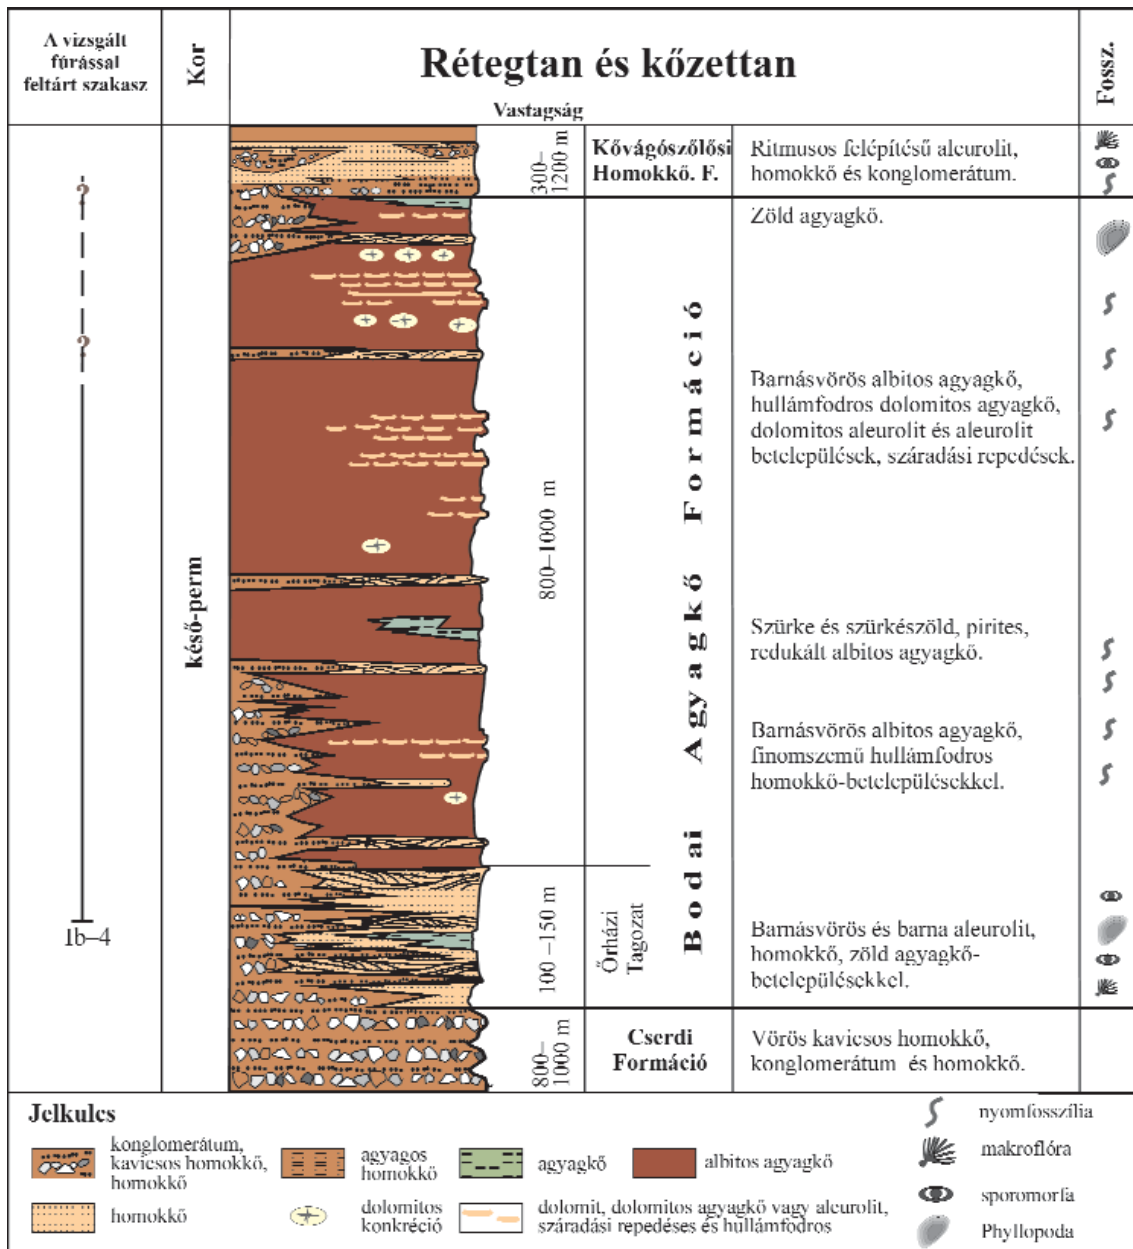 A vizsgált
fúrással
feltárt szakasz
Kor
Rétegtan és kőzettan
Vastagság
Fossz.
?
?
Ib–4
késő-perm
300–
1200 m
800–1000 m
100 –150 m
800–
1000 m
Kővágószőlősi
Homokkő. F.
Bodai Agyagkő Formáció
Őrházi
Tagozat
Cserdi
Formáció
Ritmusos felépítésű aleurolit,
homokkő és konglomerátum.
Zöld agyagkő.
Barnásvörös albitos agyagkő,
hullámfodros dolomitos agyagkő,
dolomitos aleurolit és aleurolit
betelepülések, száradási repedések.
Szürke és szürkészöld, pirites,
redukált albitos agyagkő.
Barnásvörös albitos agyagkő,
finomszemű hullámfodros
homokkő-betelepülésekkel.
Barnásvörös és barna aleurolit,
homokkő, zöld agyagkő-
betelepülésekkel.
Vörös kavicsos homokkő,
konglomerátum és homokkő.
Jelkulcs
konglomerátum,
kavicsos homokkő,
homokkő
agyagos
homokkő
agyagkő
albitos agyagkő
homokkő
dolomitos
konkréció
dolomit, dolomitos agyagkő vagy aleurolit,
száradási repedéses és hullámfodros
nyomfosszília
makroflóra
sporomorfa
Phyllopoda